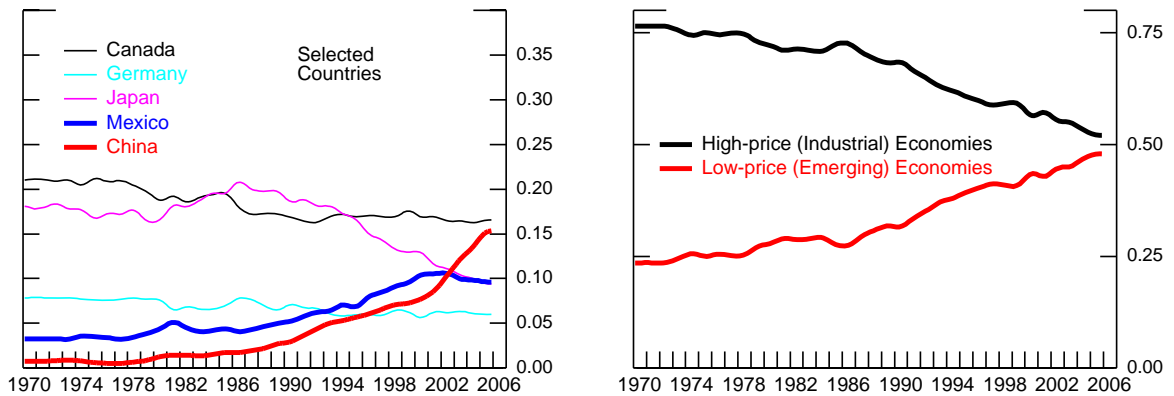 Canada
Germany
Japan
Mexico
China
Selected
Countries
0.35
0.30
0.25
0.20
0.15
0.10
0.05
0.00
1970 1974 1978 1982 1986 1990 1994 1998 2002 2006
High-price (Industrial) Economies
Low-price (Emerging) Economies
0.75
0.50
0.25
0.00
1970 1974 1978 1982 1986 1990 1994 1998 2002 2006